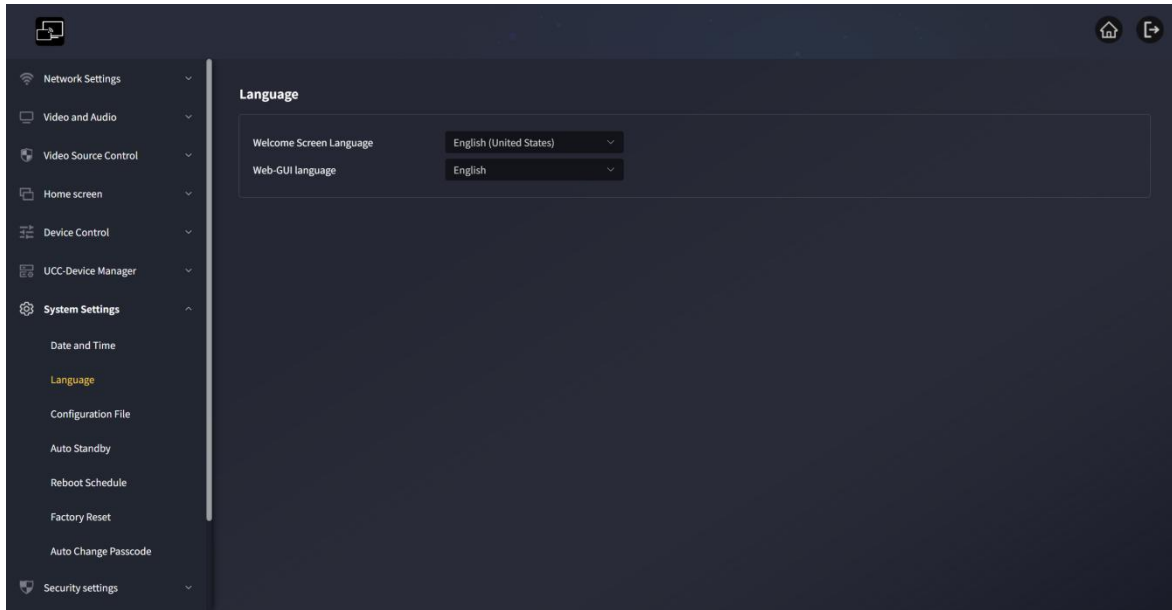 Network Settings
Video and Audio
Video Source Control
Home screen
Device Control
UCC-Device Manager
System Settings
Date and Time
Language
Configuration File
Auto Standby
Reboot Schedule
Factory Reset
Auto Change Passcode
Security settings
Language
Welcome Screen Language English (United States)
Web-GUI language English